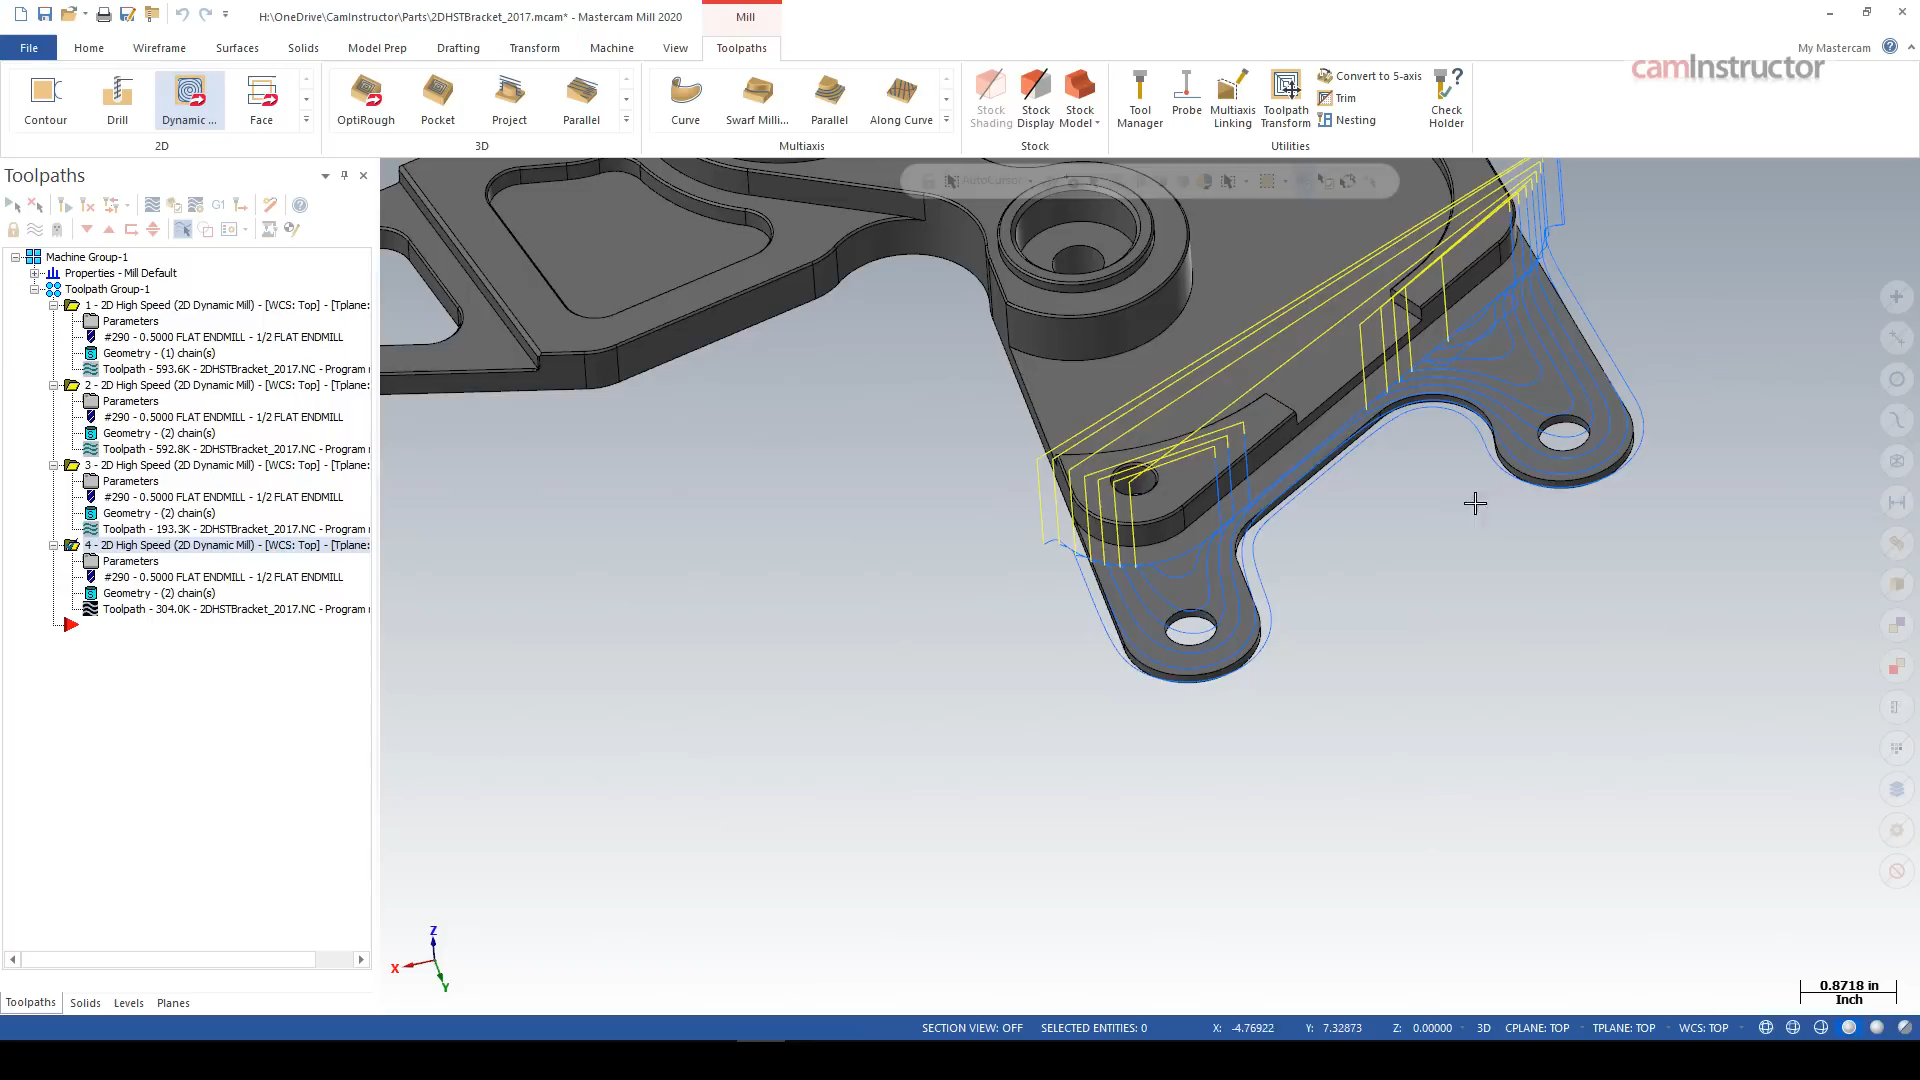 H:\OneDrive\CamInstructor\Parts\2DHSTBracket_2017.mcam* - Mastercam Mill 2020
Mill
File
Home
Wireframe
Surfaces
Solids
Model Prep
Drafting
Transform
Machine
View
Toolpaths
My Mastercam
camInstructor
Contour
Drill
Dynamic ...
Face
2D
OptiRough
Pocket
Project
Parallel
3D
Curve
Swarf Milli...
Parallel
Along Curve
Multiaxis
Stock Shading
Stock Display
Stock Model
Stock
Tool Manager
Probe
Multiaxis Linking
Toolpath Transform
Convert to 5-axis
Trim
Nesting
Check Holder
Utilities
Toolpaths
G1
AutoCursor
Machine Group-1
Properties - Mill Default
Toolpath Group-1
1 - 2D High Speed (2D Dynamic Mill) - [WCS: Top] - [Tplane:
Parameters
#290 - 0.5000 FLAT ENDMILL - 1/2 FLAT ENDMILL
Geometry - (1) chain(s)
Toolpath - 593.6K - 2DHSTBracket_2017.NC - Program r
2 - 2D High Speed (2D Dynamic Mill) - [WCS: Top] - [Tplane:
Parameters
#290 - 0.5000 FLAT ENDMILL - 1/2 FLAT ENDMILL
Geometry - (2) chain(s)
Toolpath - 592.8K - 2DHSTBracket_2017.NC - Program r
3 - 2D High Speed (2D Dynamic Mill) - [WCS: Top] - [Tplane:
Parameters
#290 - 0.5000 FLAT ENDMILL - 1/2 FLAT ENDMILL
Geometry - (2) chain(s)
Toolpath - 193.3K - 2DHSTBracket_2017.NC - Program r
4 - 2D High Speed (2D Dynamic Mill) - [WCS: Top] - [Tplane:
Parameters
#290 - 0.5000 FLAT ENDMILL - 1/2 FLAT ENDMILL
Geometry - (2) chain(s)
Toolpath - 304.0K - 2DHSTBracket_2017.NC - Program r
Z
X
Y
0.8718 in
Inch
Toolpaths
Solids
Levels
Planes
SECTION VIEW: OFF
SELECTED ENTITIES: 0
X: -4.76922
Y: 7.32873
Z: 0.00000
3D
CPLANE: TOP
TPLANE: TOP
WCS: TOP